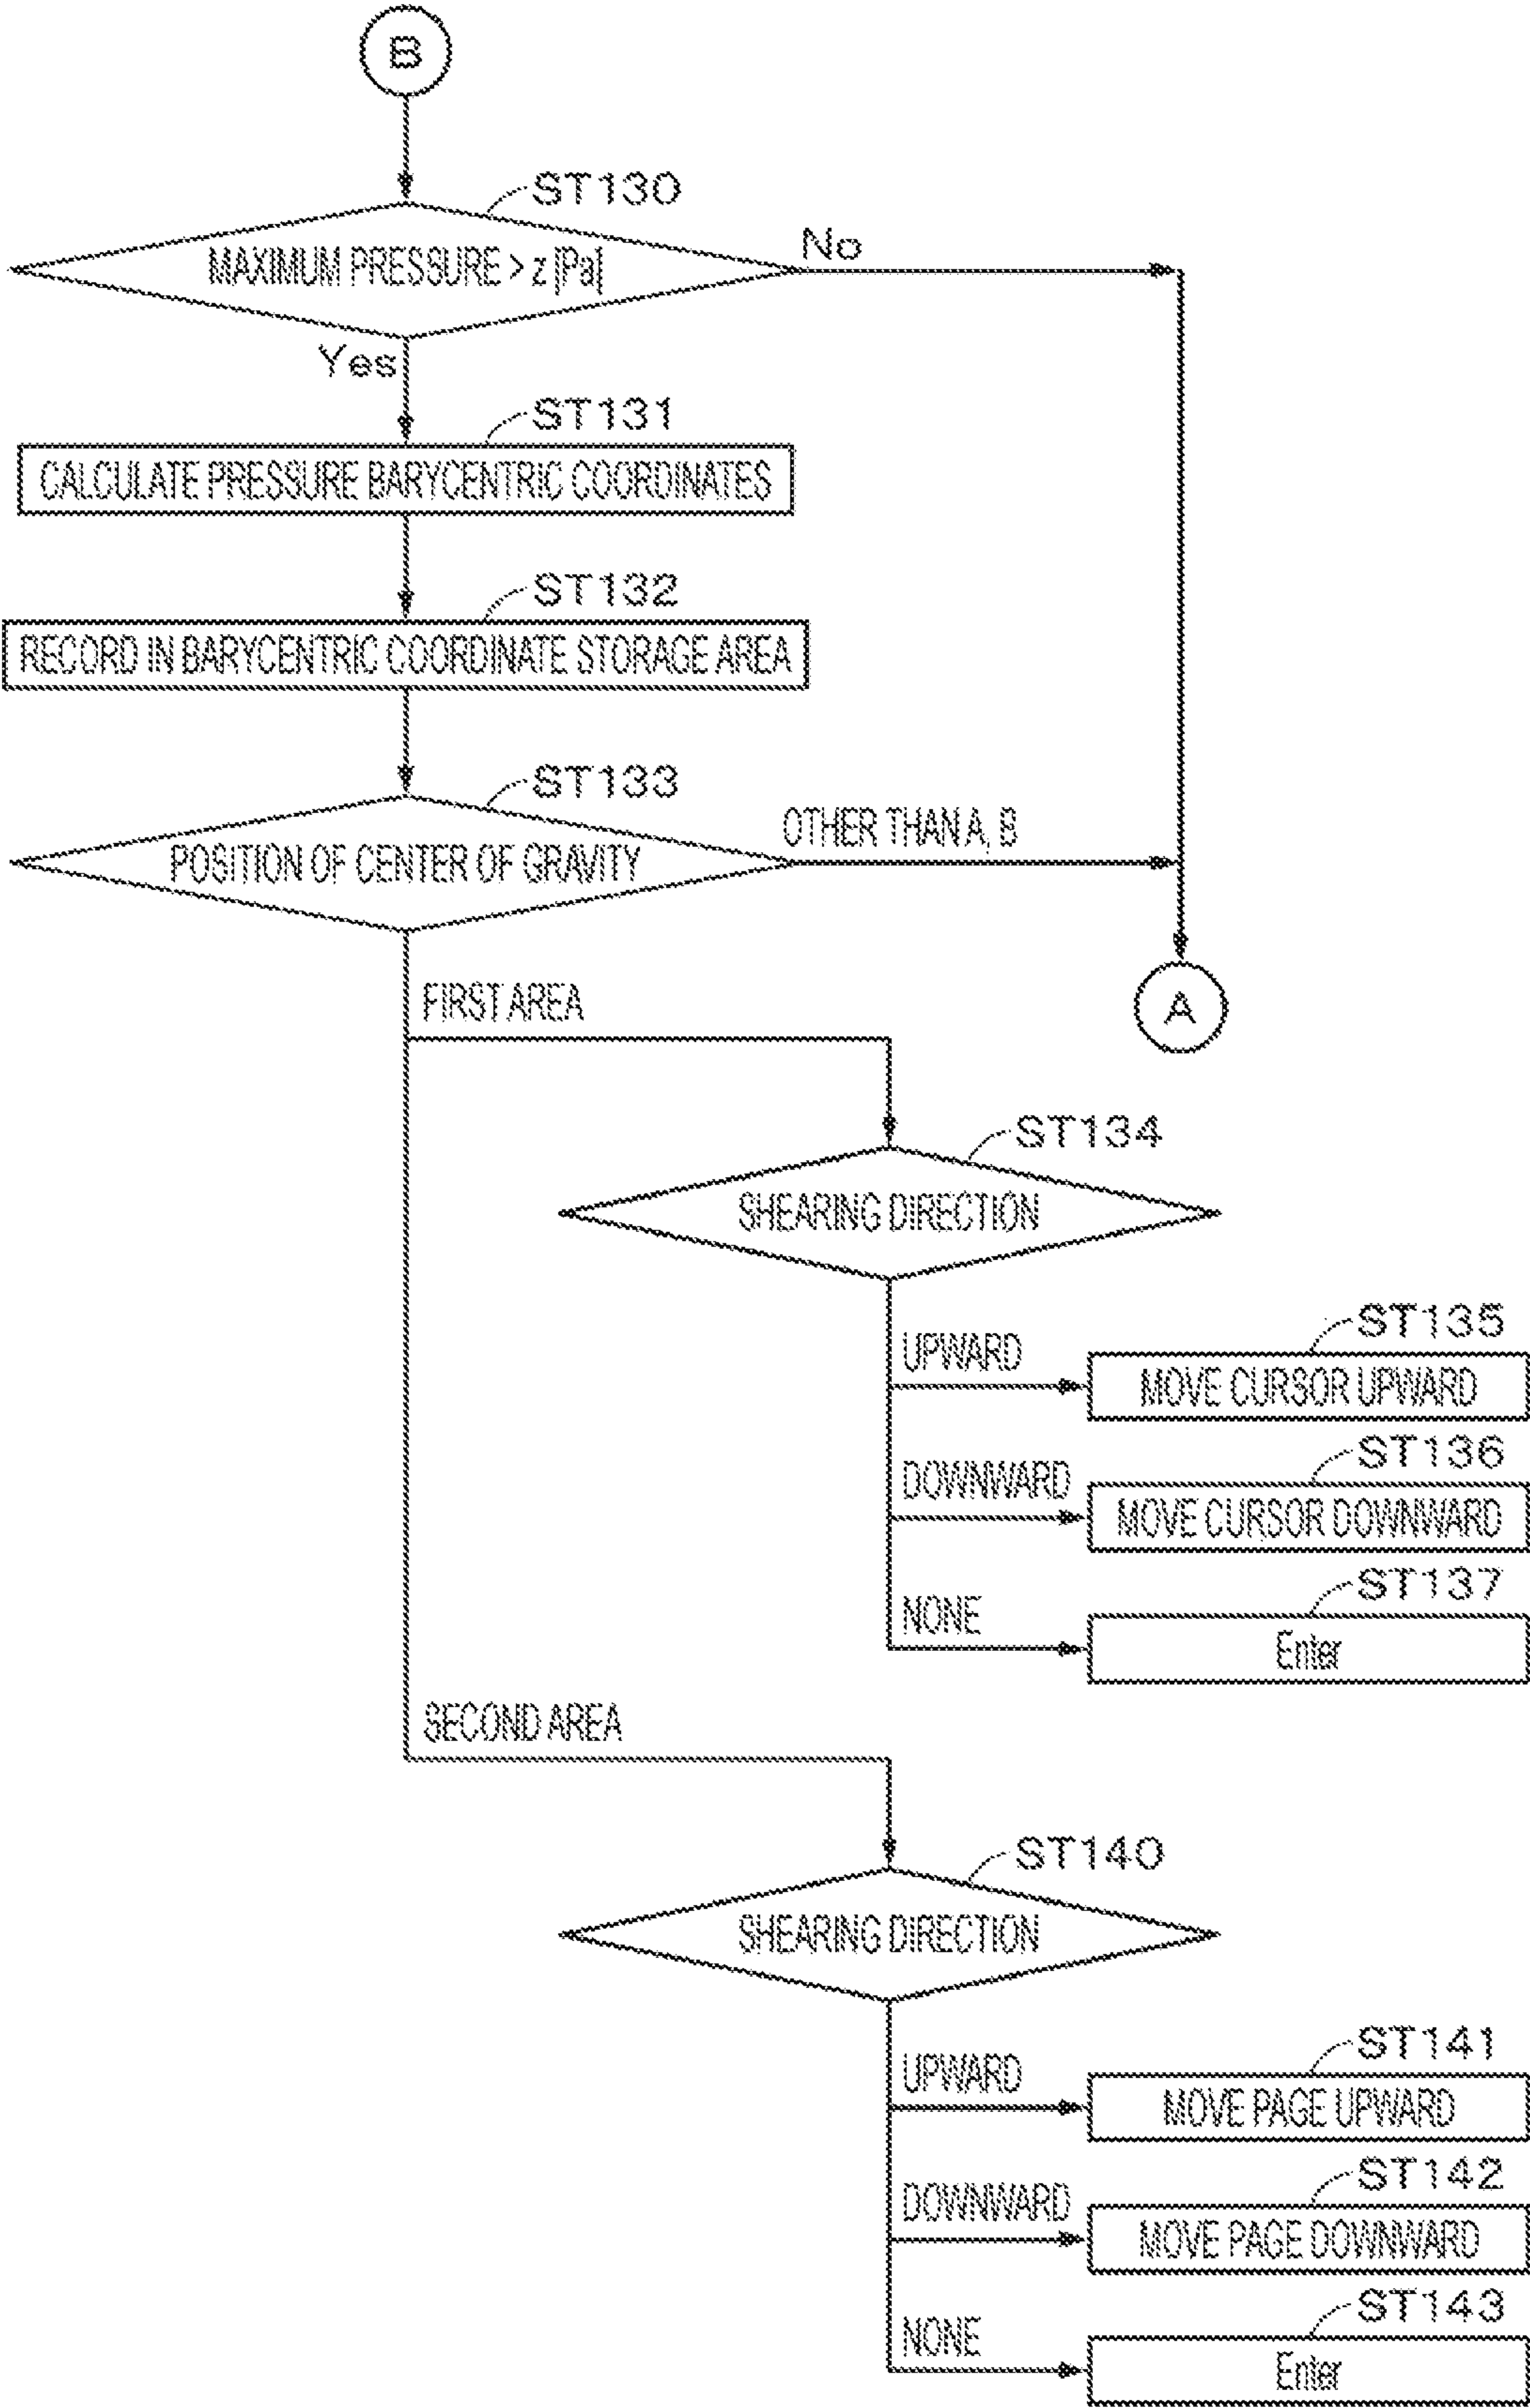 B
ST130
MAXIMUM PRESSURE > z [Pa]
No
Yes
ST131
CALCULATE PRESSURE BARYCENTRIC COORDINATES
ST132
RECORD IN BARYCENTRIC COORDINATE STORAGE AREA
ST133
POSITION OF CENTER OF GRAVITY
OTHER THAN A, B
A
FIRST AREA
ST134
SHEARING DIRECTION
UPWARD
ST135
MOVE CURSOR UPWARD
DOWNWARD
ST136
MOVE CURSOR DOWNWARD
NONE
ST137
Enter
SECOND AREA
ST140
SHEARING DIRECTION
UPWARD
ST141
MOVE PAGE UPWARD
DOWNWARD
ST142
MOVE PAGE DOWNWARD
NONE
ST143
Enter